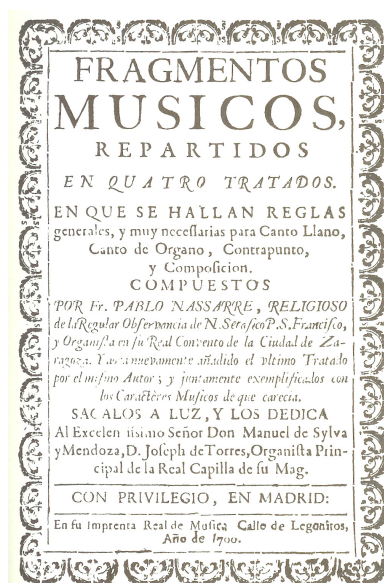 FRAGMENTOS
MUSICOS,
REPARTIDOS
EN QUATRO TRATADOS.
EN QUE SE HALLAN REGLAS
generales, y muy neceſſarias para Canto Llano,
Canto de Organo, Contrapunto,
y Compoſicion.
COMPUESTOS
POR Fr. PABLO NASSARRE, RELIGIOSO
de la Regular Obſervancia de N. Seraſico P. S. Franciſco,
y Organiſta en ſu Real Convento de la Ciudad de Za-
ragoza. Y aora nuevamente añadido el vltimo Tratado
por el miſmo Autor; y juntamente exemplificados con
los Caractères Muſicos de que carecia.
SACALOS A LUZ, Y LOS DEDICA
Al Excelentiſsimo Señor Don Manuel de Sylva
y Mendoza, D. Joſeph de Torres, Organiſta Prin-
cipal de la Real Capilla de ſu Mag.
CON PRIVILEGIO, EN MADRID:
En ſu Imprenta Real de Muſica Calle de Legonitos,
Año de 1700.